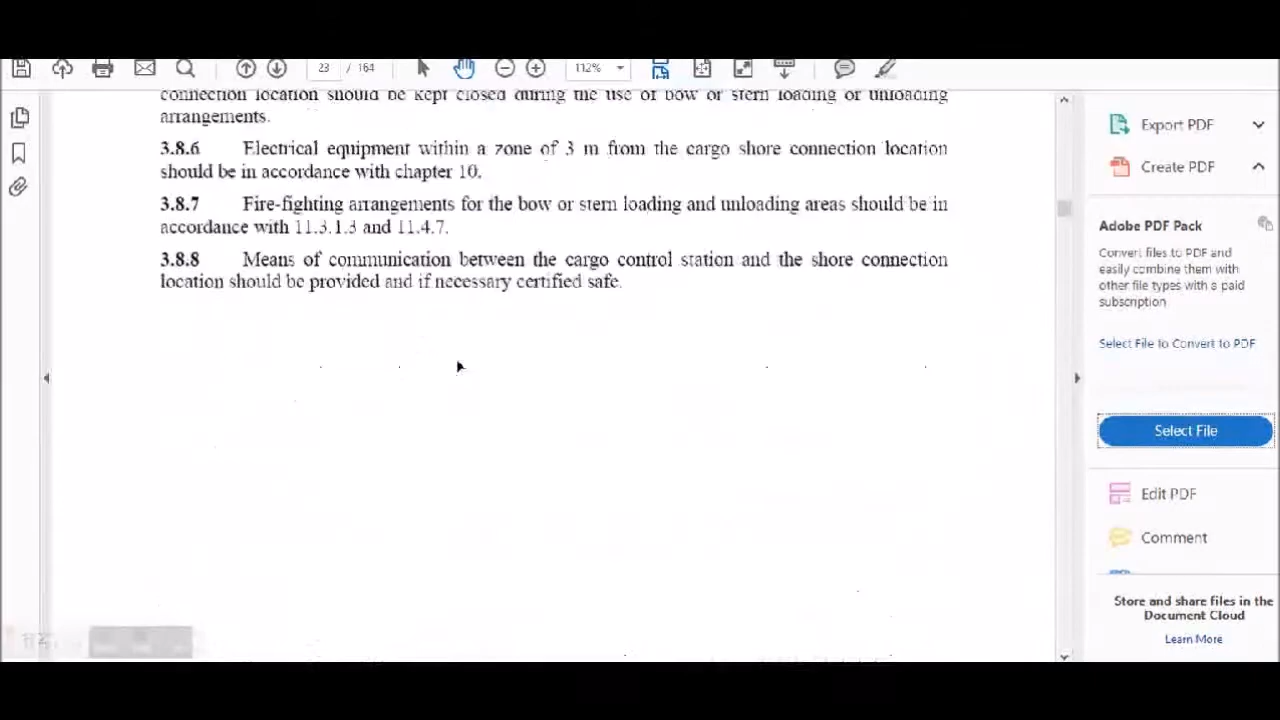 23 / 164
112%
connection location should be kept closed during the use of bow or stern loading or unloading
arrangements.
3.8.6 Electrical equipment within a zone of 3 m from the cargo shore connection location
should be in accordance with chapter 10.
3.8.7 Fire-fighting arrangements for the bow or stern loading and unloading areas should be in
accordance with 11.3.1.3 and 11.4.7.
3.8.8 Means of communication between the cargo control station and the shore connection
location should be provided and if necessary certified safe.
Export PDF
Create PDF
Adobe PDF Pack
Convert files to PDF and
easily combine them with
other file types with a paid
subscription
Select File to Convert to PDF
Select File
Edit PDF
Comment
Store and share files in the
Document Cloud
Learn More